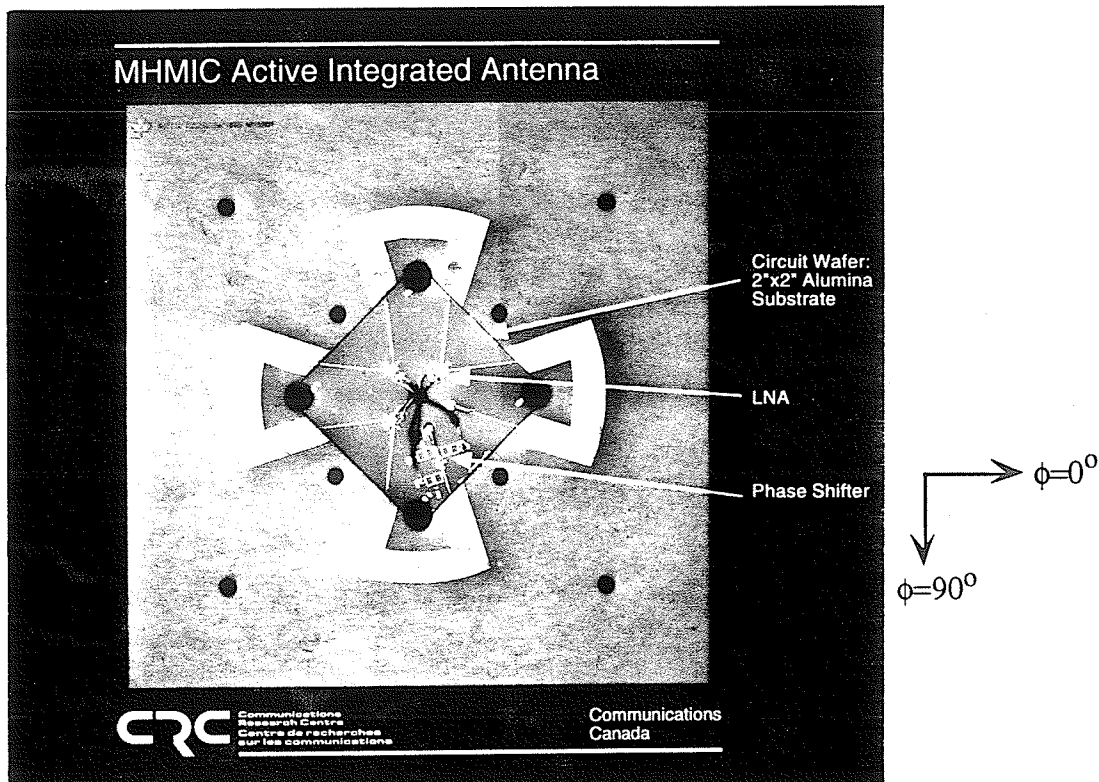 MHMIC Active Integrated Antenna
Circuit Wafer:
2"x2" Alumina
Substrate
LNA
Phase Shifter
ϕ=0°
ϕ=90°
CRC
Communications
Research Centre
Centre de recherches
sur les communications
Communications
Canada